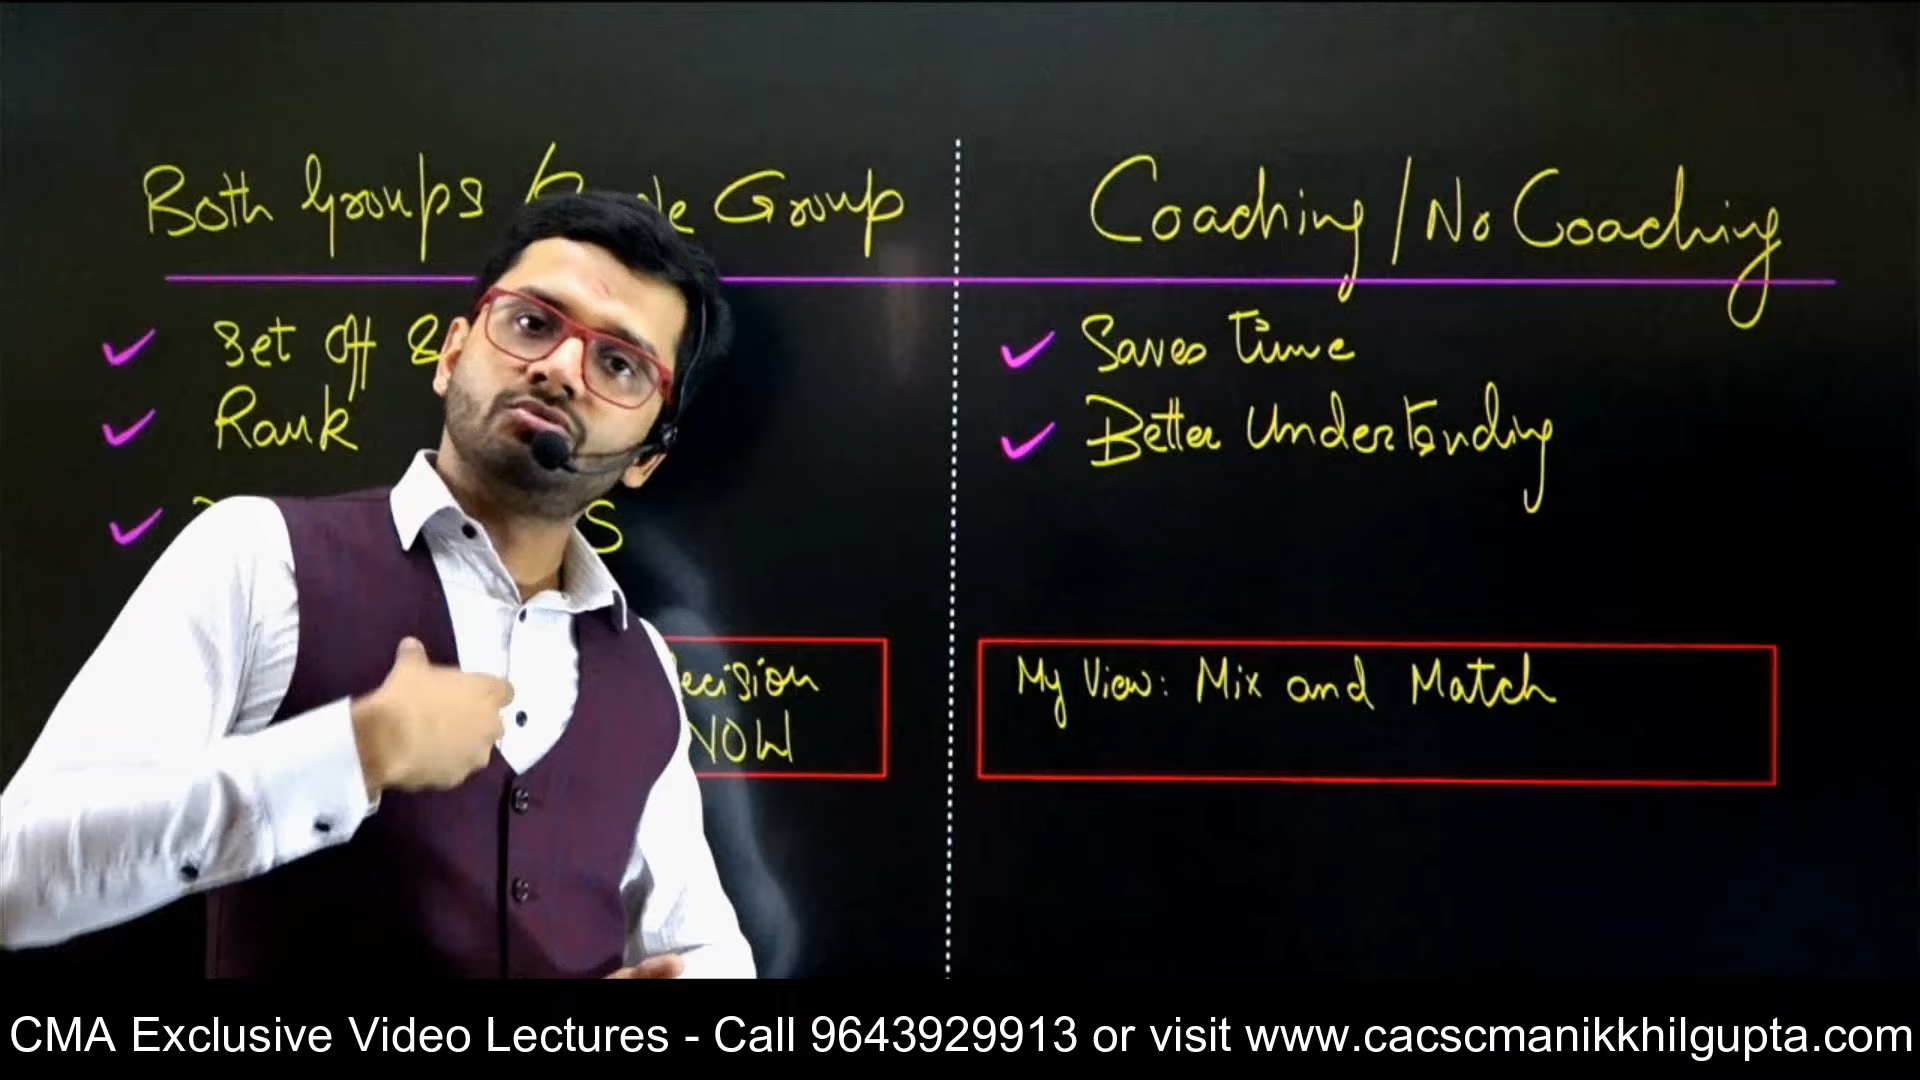 Both Groups / Group
Coaching / No Coaching
Set Off &
Rank
S
Saves time
Better Understanding
ecision
NOW
My View: Mix and Match
CMA Exclusive Video Lectures - Call 9643929913 or visit www.cacscmanikkhilgupta.com